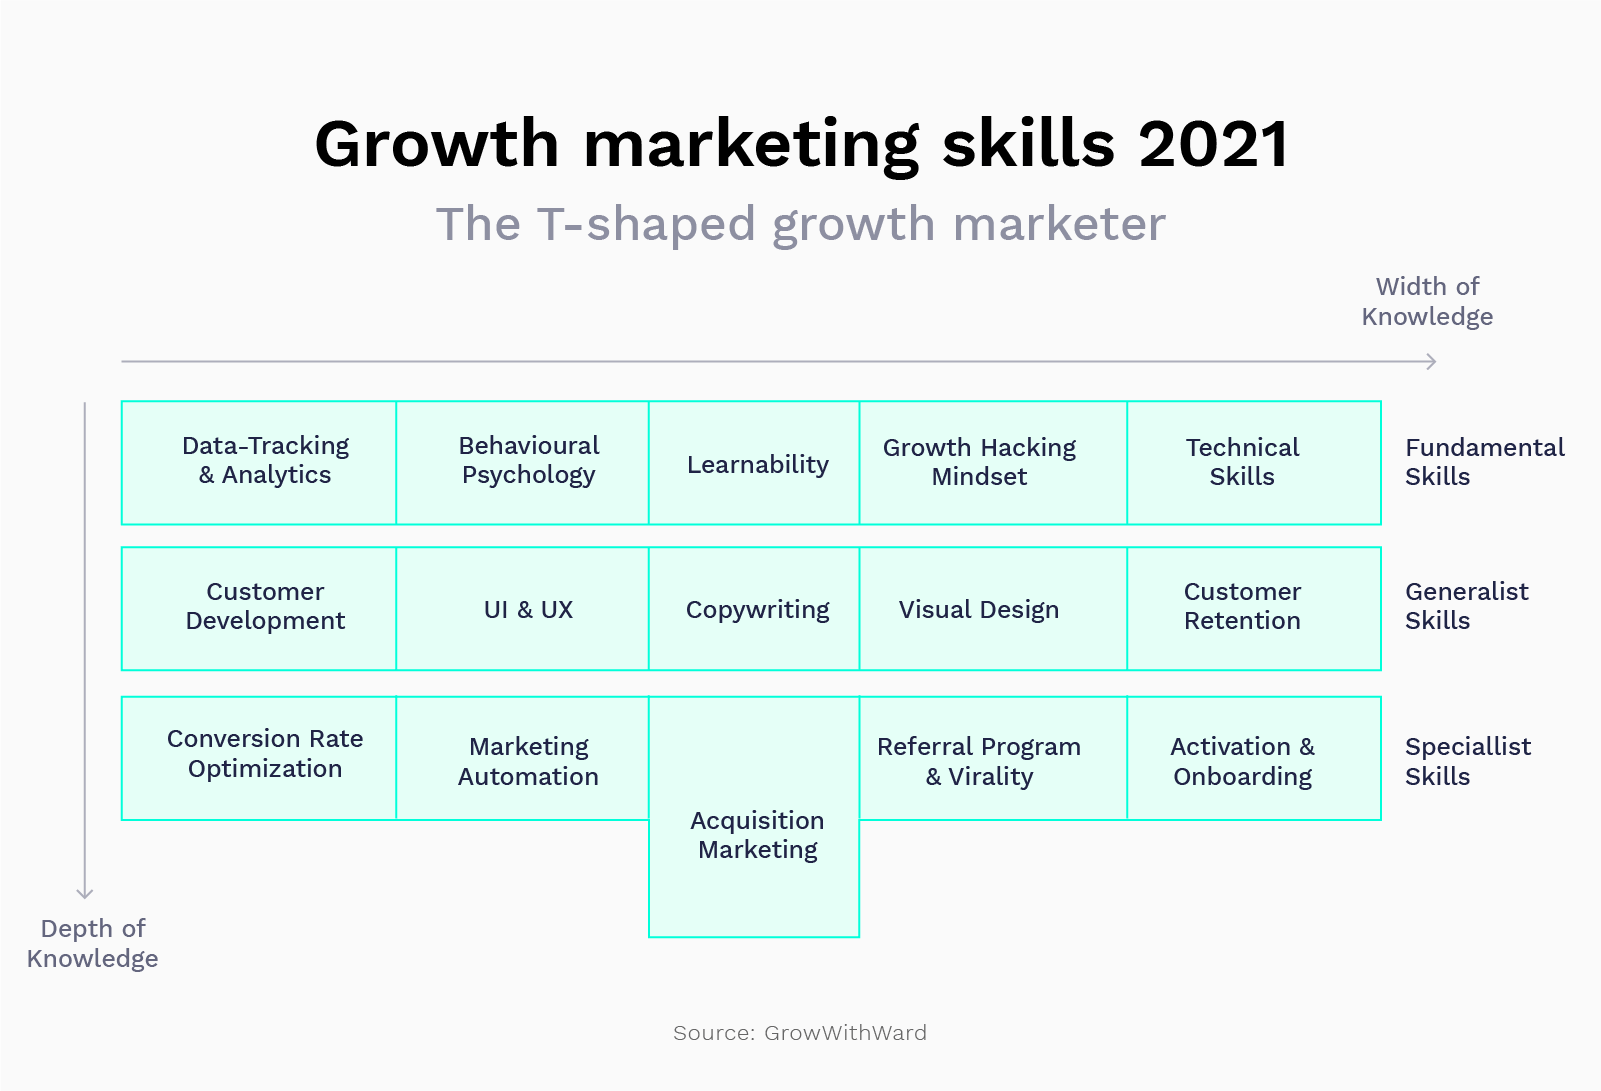 Growth marketing skills 2021
The T-shaped growth marketer
Width of
Knowledge
Data-Tracking
& Analytics
Behavioural
Psychology
Learnability
Growth Hacking
Mindset
Technical
Skills
Fundamental
Skills
Customer
Development
UI & UX
Copywriting
Visual Design
Customer
Retention
Generalist
Skills
Conversion Rate
Optimization
Marketing
Automation
Acquisition
Marketing
Referral Program
& Virality
Activation &
Onboarding
Speciallist
Skills
Depth of
Knowledge
Source: GrowWithWard